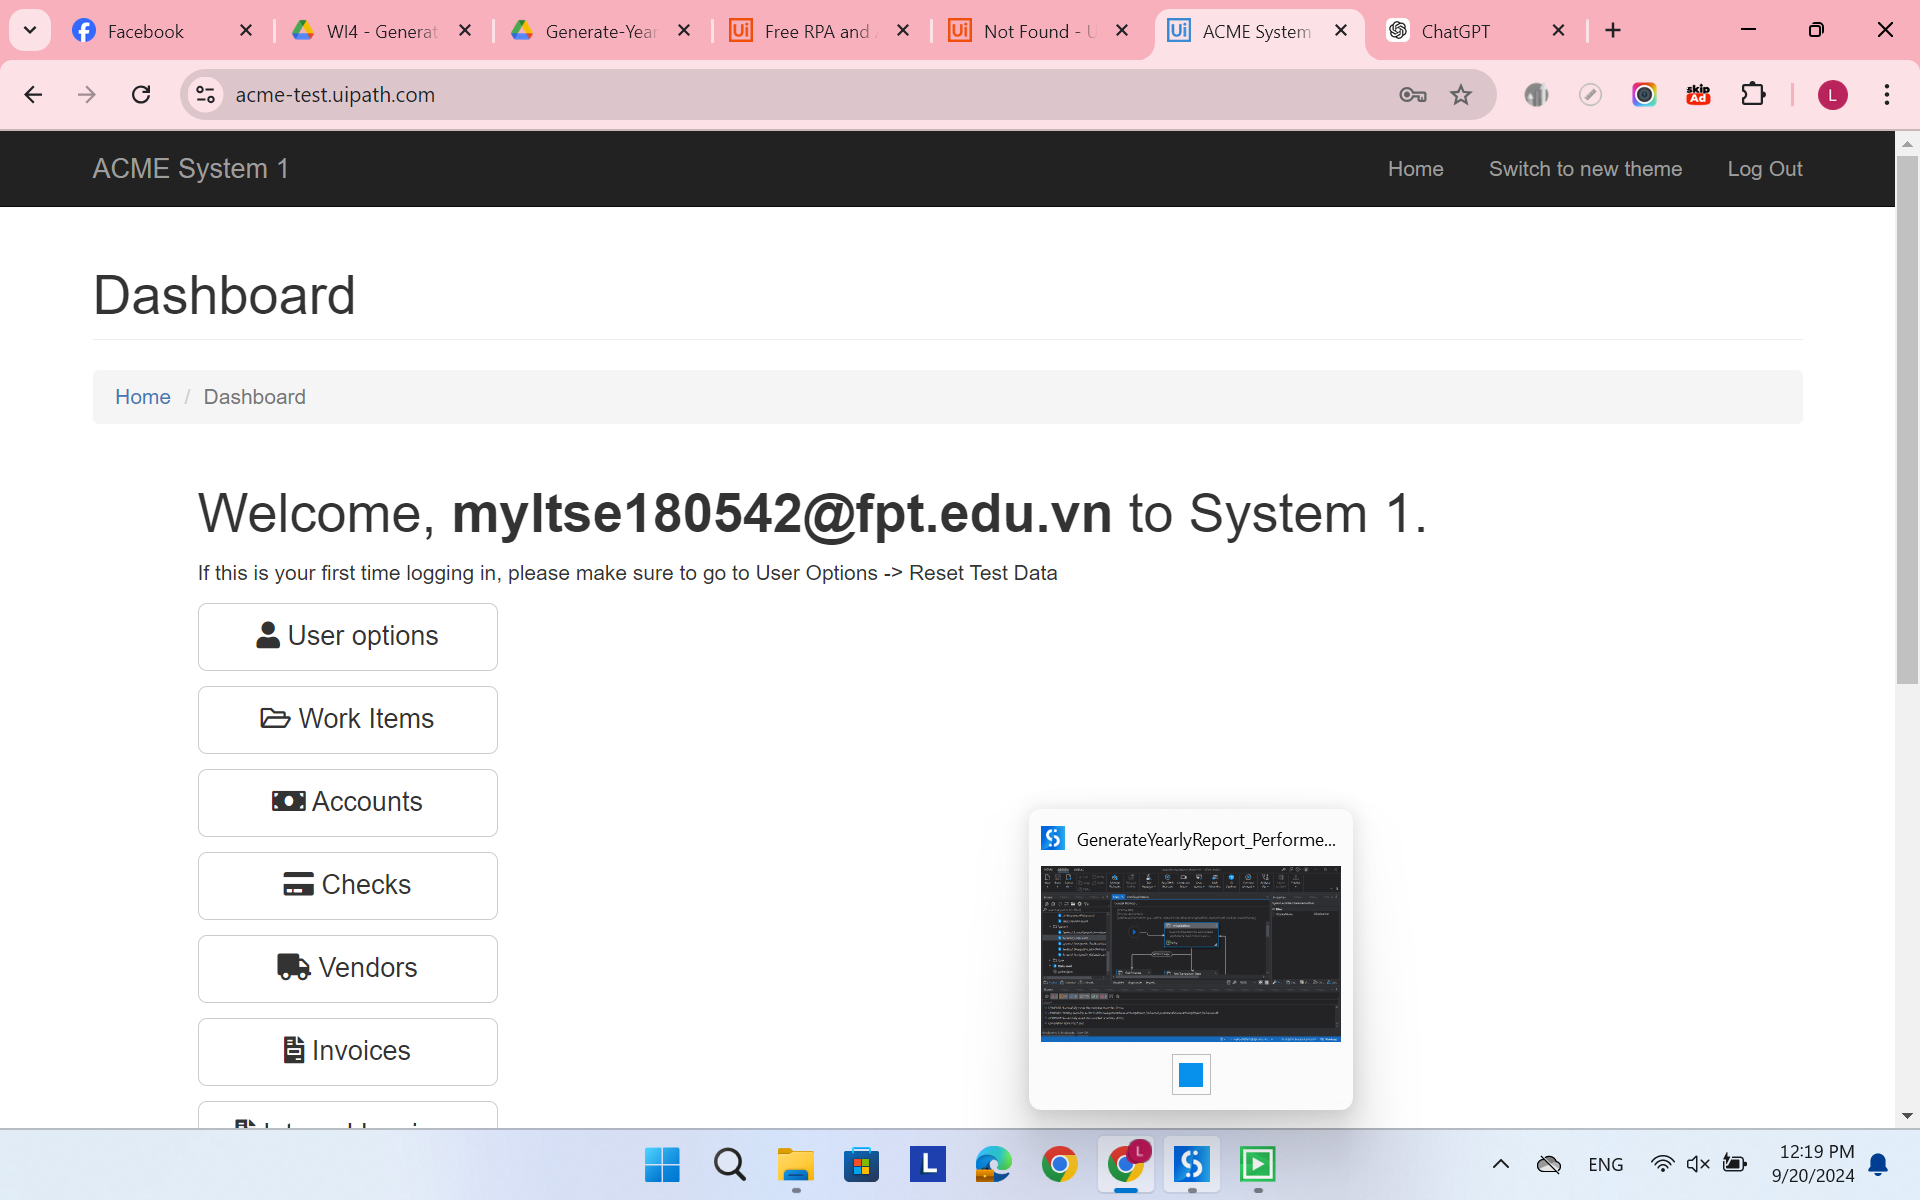 Facebook
WI4 - Generat
Generate-Year
Free RPA and A
Not Found - U
ACME System
ChatGPT
acme-test.uipath.com
skip
Ad
L
ACME System 1
Home
Switch to new theme
Log Out
Dashboard
Home / Dashboard
Welcome, myltse180542@fpt.edu.vn to System 1.
If this is your first time logging in, please make sure to go to User Options -> Reset Test Data
User options
Work Items
Accounts
Checks
Vendors
Invoices
GenerateYearlyReport_Performe...
L
L
ENG
12:19 PM
9/20/2024